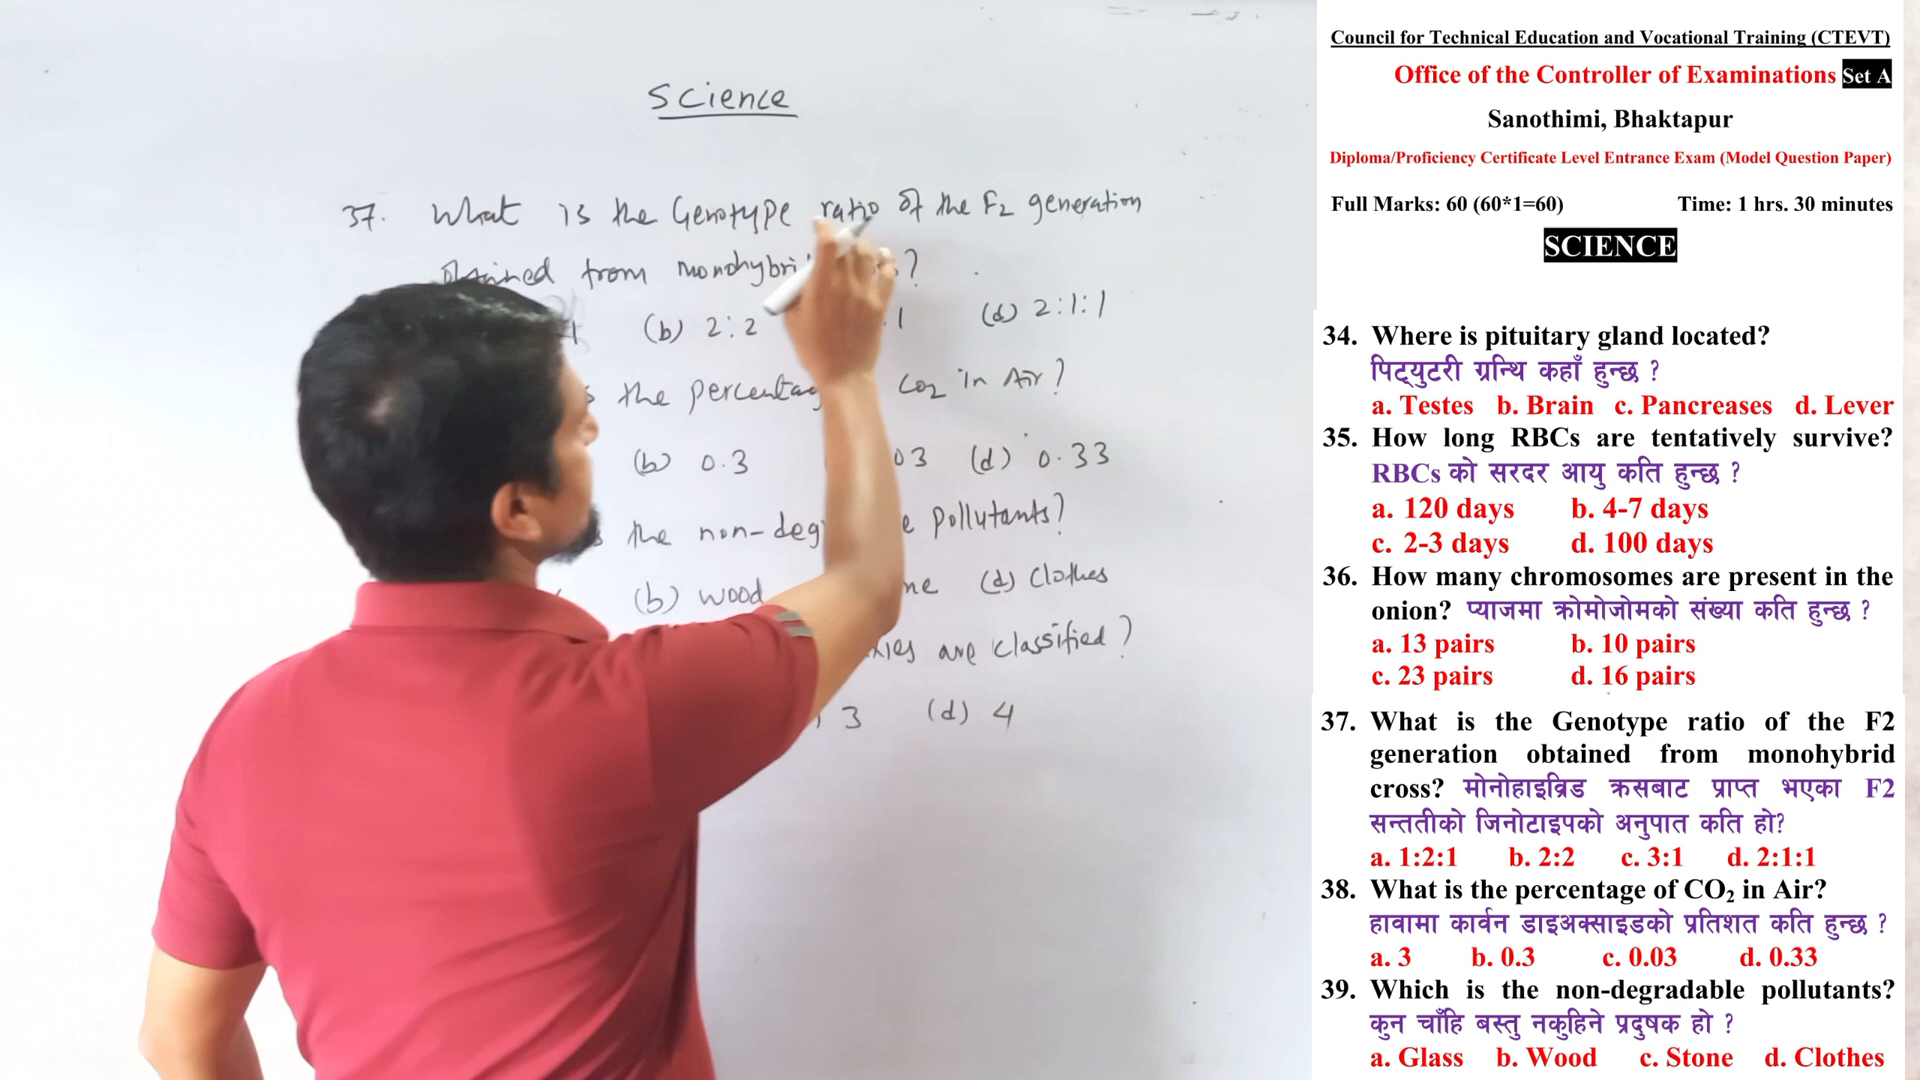 Science
37. What is the Genotype ratio of the F2 generation
obtained from monohybri ?
(b) 2:2 1 (d) 2:1:1
the percentag CO2 in Air?
(b) 0.3 03 (d) 0.33
the non-deg e pollutants?
(b) wood ne (d) Clothes
are classified?
3 (d) 4
Council for Technical Education and Vocational Training (CTEVT)
Office of the Controller of Examinations Set A
Sanothimi, Bhaktapur
Diploma/Proficiency Certificate Level Entrance Exam (Model Question Paper)
Full Marks: 60 (60*1=60) Time: 1 hrs. 30 minutes
SCIENCE
34. Where is pituitary gland located?
पिट्युटरी ग्रन्थि कहाँ हुन्छ ?
a. Testes b. Brain c. Pancreases d. Lever
35. How long RBCs are tentatively survive?
RBCs को सरदर आयु कति हुन्छ ?
a. 120 days b. 4-7 days
c. 2-3 days d. 100 days
36. How many chromosomes are present in the
onion? प्याजमा क्रोमोजोमको संख्या कति हुन्छ ?
a. 13 pairs b. 10 pairs
c. 23 pairs d. 16 pairs
37. What is the Genotype ratio of the F2
generation obtained from monohybrid
cross? मोनोहाइब्रिड क्रसबाट प्राप्त भएका F2
सन्ततीको जिनोटाइपको अनुपात कति हो?
a. 1:2:1 b. 2:2 c. 3:1 d. 2:1:1
38. What is the percentage of CO₂ in Air?
हावामा कार्वन डाइअक्साइडको प्रतिशत कति हुन्छ ?
a. 3 b. 0.3 c. 0.03 d. 0.33
39. Which is the non-degradable pollutants?
कुन चाँहि बस्तु नकुहिने प्रदुषक हो ?
a. Glass b. Wood c. Stone d. Clothes